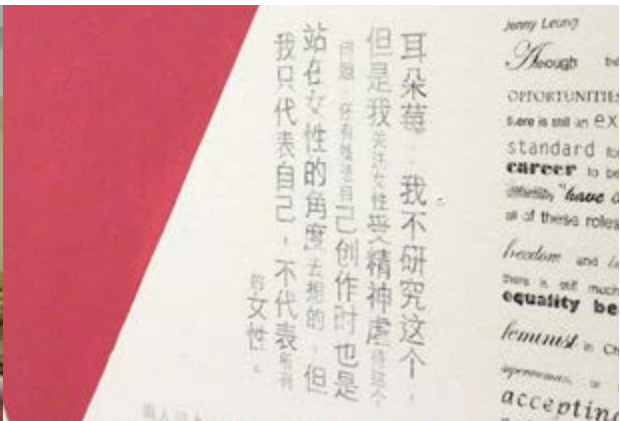 耳朵莓：我不研究这个，
但是我关注女性受精神虐待这个
问题，还有我自己创作时也是
站在女性的角度去想的，但
我只代表自己，不代表所有
的女性。
Jenny Leung
Though
OPPORTUNITIES
there is still an ex
standard for
career to be
"have
all of these roles
freedom and
there is still much
equality be
feminist in Ch
accepting